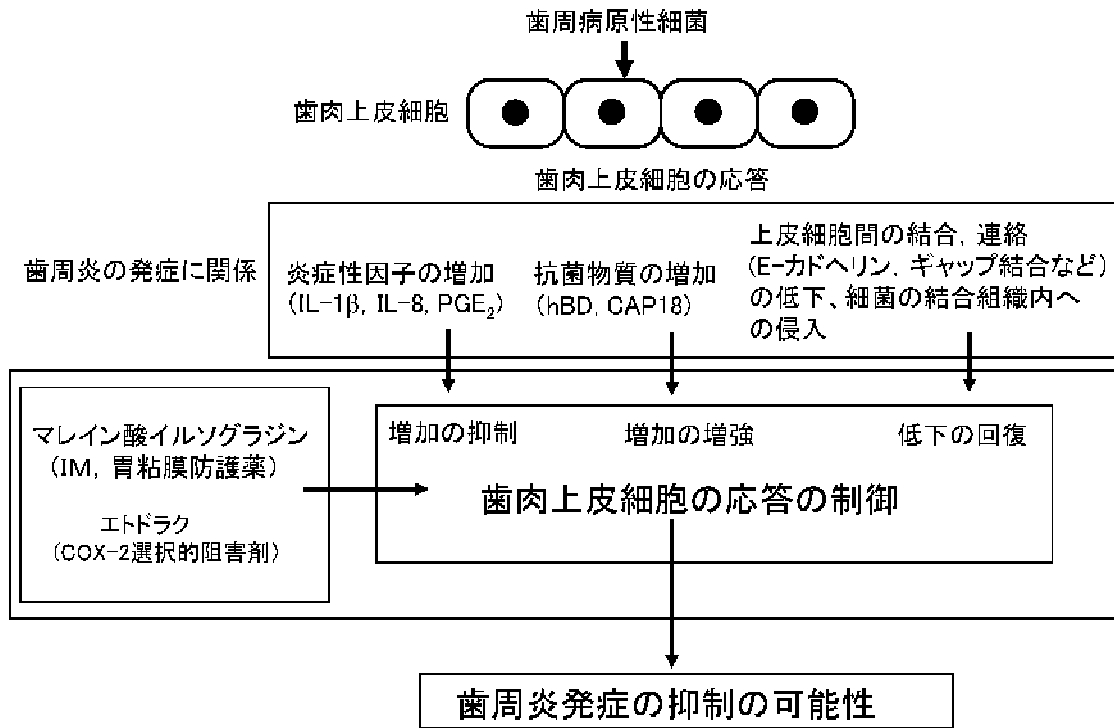 歯周病原性細菌
歯肉上皮細胞
歯肉上皮細胞の応答
歯周炎の発症に関係
炎症性因子の増加
(IL-1β, IL-8, PGE₂)
抗菌物質の増加
(hBD, CAP18)
上皮細胞間の結合, 連絡
(E-カドヘリン、ギャップ結合など)
の低下、細菌の結合組織内へ
の侵入
マレイン酸イルソグラジン
(IM, 胃粘膜防護薬)
エトドラク
(COX-2選択的阻害剤)
増加の抑制
増加の増強
低下の回復
歯肉上皮細胞の応答の制御
歯周炎発症の抑制の可能性